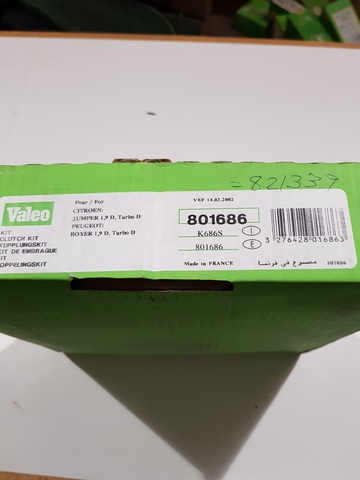 =821339
Valeo
KIT
CLUTCH KIT
KUPPLUNGSKIT
KIT DE EMBRAGUE
KIT
KOPPELINGSKIT
Pour / For
CITROEN:
JUMPER 1,9 D, Turbo D
PEUGEOT:
BOXER 1,9 D, Turbo D
VEP 14.03.2002
801686
K686S I
801686 E
Made in FRANCE
3 276428 016863
مصنوع في فرنسا
801686